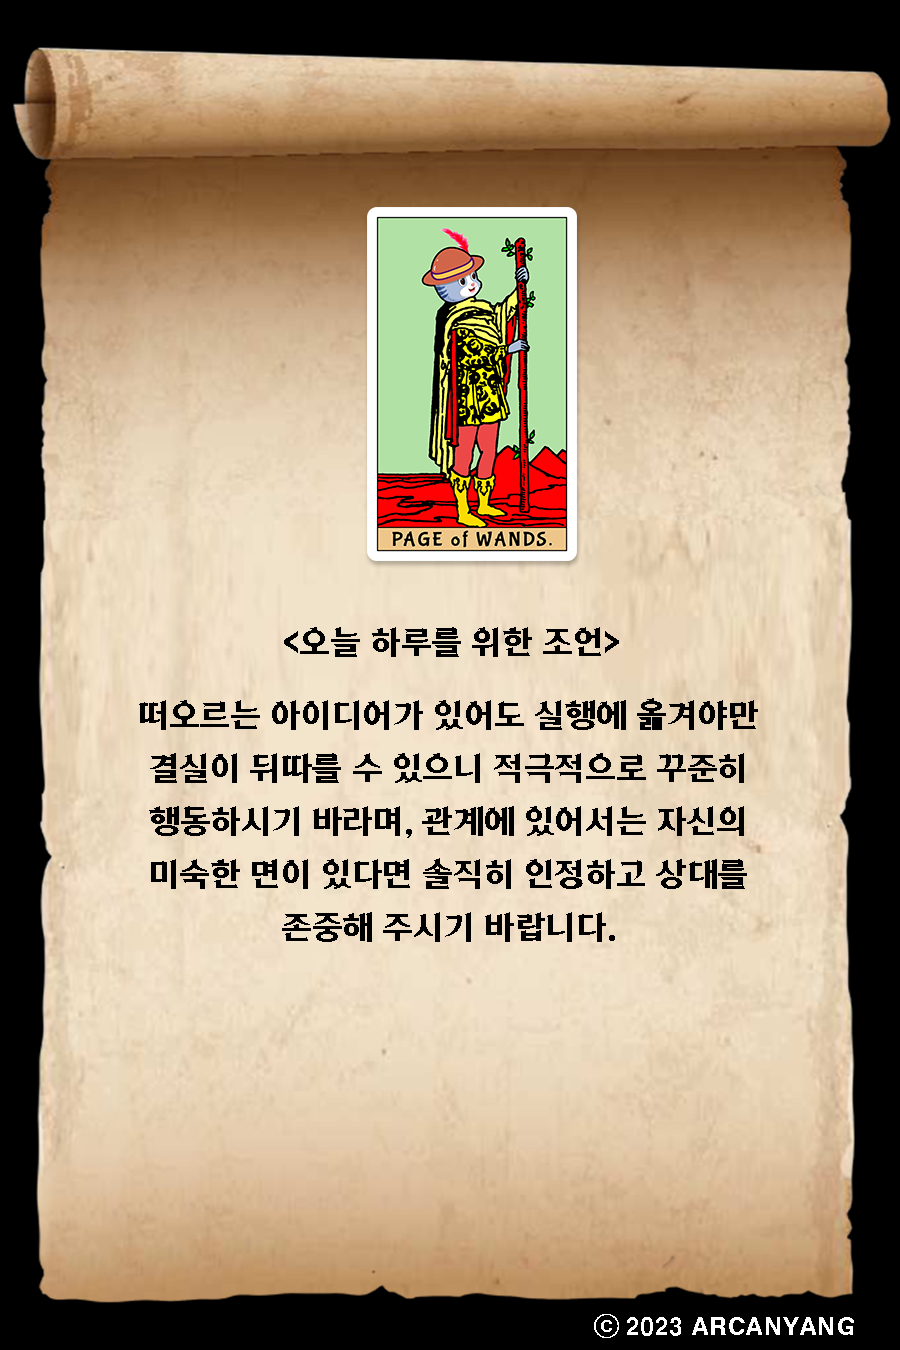 PAGE of WANDS.
<오늘 하루를 위한 조언>
떠오르는 아이디어가 있어도 실행에 옮겨야만
결실이 뒤따를 수 있으니 적극적으로 꾸준히
행동하시기 바라며, 관계에 있어서는 자신의
미숙한 면이 있다면 솔직히 인정하고 상대를
존중해 주시기 바랍니다.
ⓒ 2023 ARCANYANG